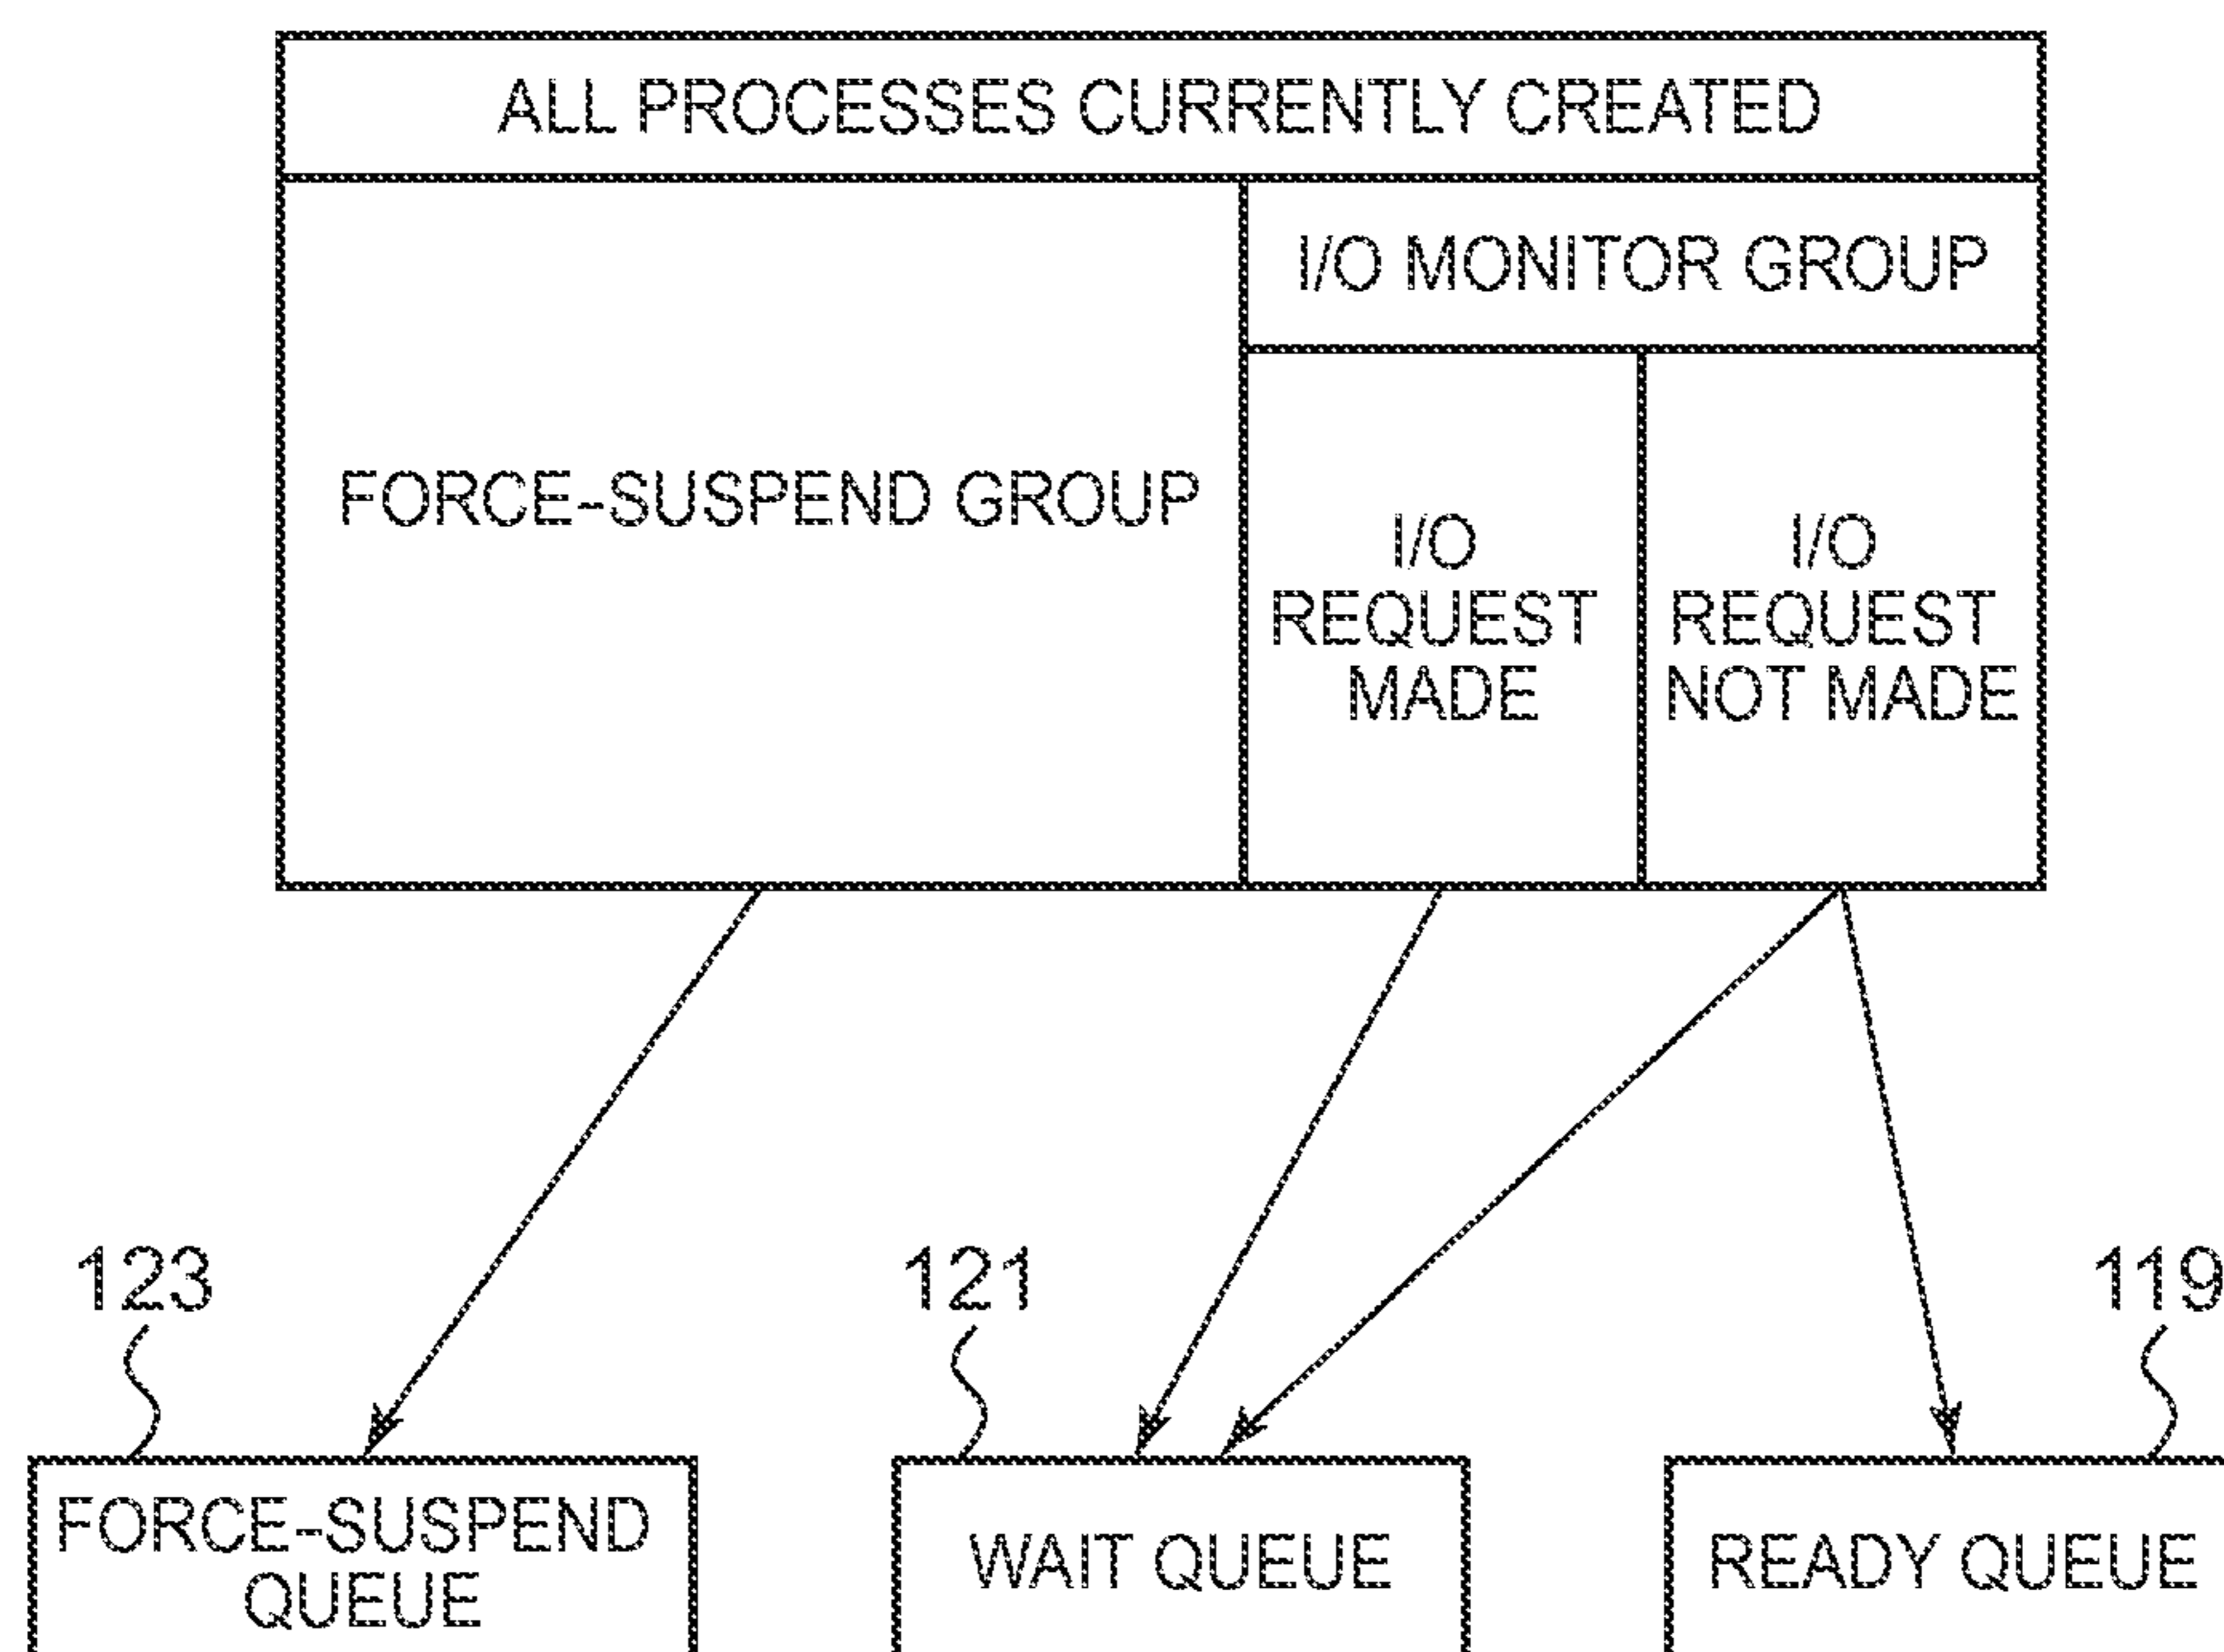 ALL PROCESSES CURRENTLY CREATED
I/O MONITOR GROUP
FORCE-SUSPEND GROUP
I/O
REQUEST
MADE
I/O
REQUEST
NOT MADE
123
121
119
FORCE-SUSPEND
QUEUE
WAIT QUEUE
READY QUEUE